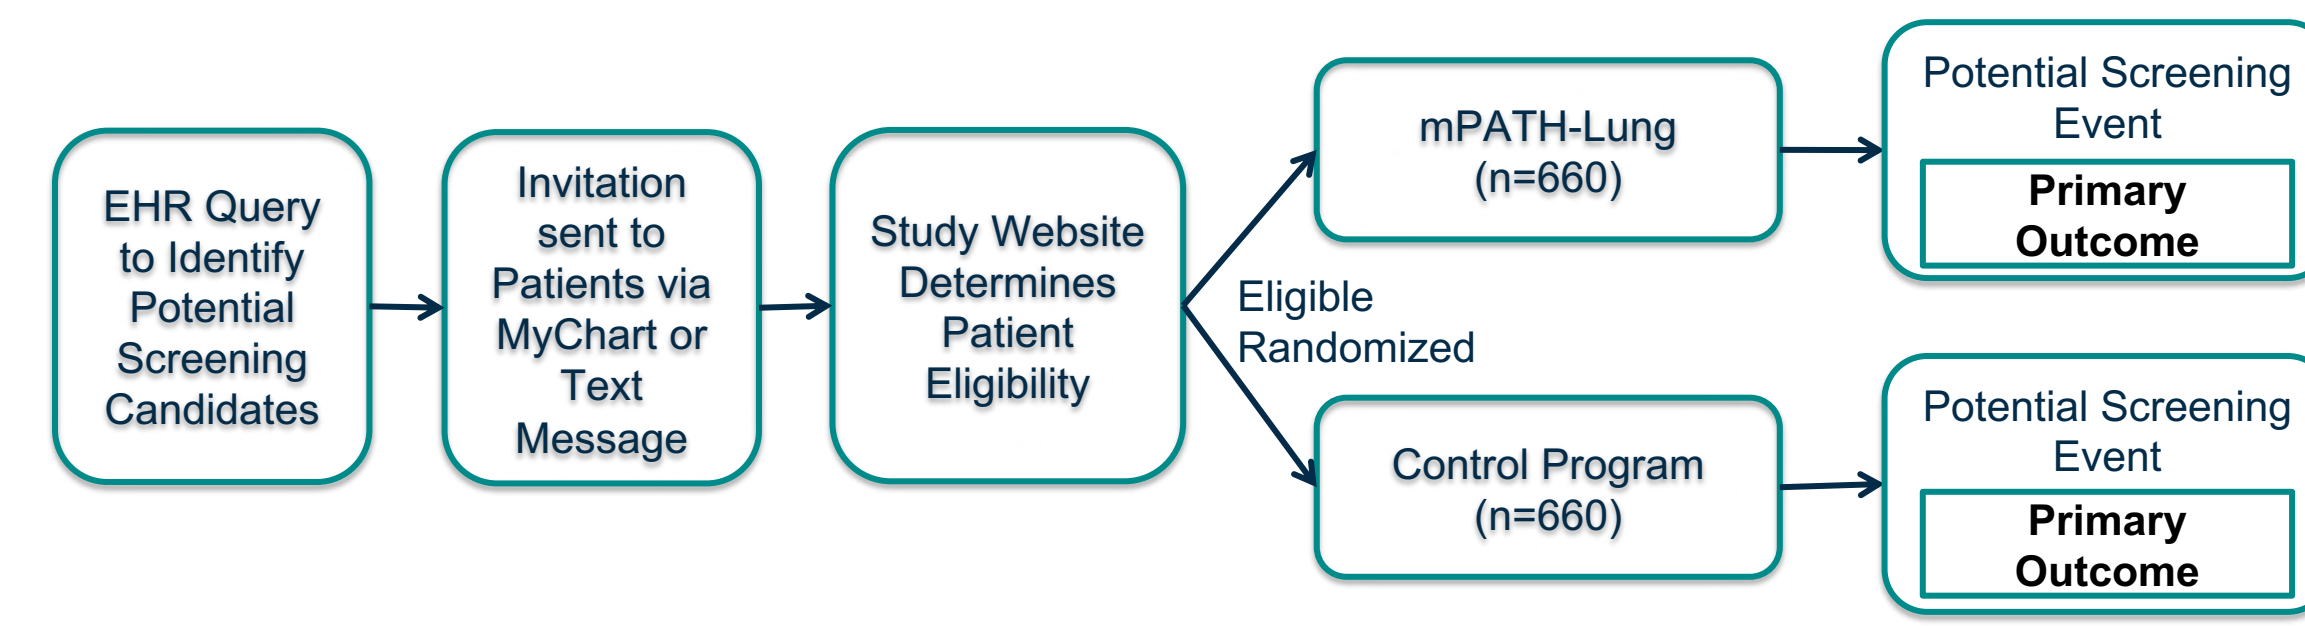 EHR Query
to Identify
Potential
Screening
Candidates
Invitation
sent to
Patients via
MyChart or
Text
Message
Study Website
Determines
Patient
Eligibility
Eligible
Randomized
mPATH-Lung
(n=660)
Potential Screening
Event
Primary
Outcome
Control Program
(n=660)
Potential Screening
Event
Primary
Outcome